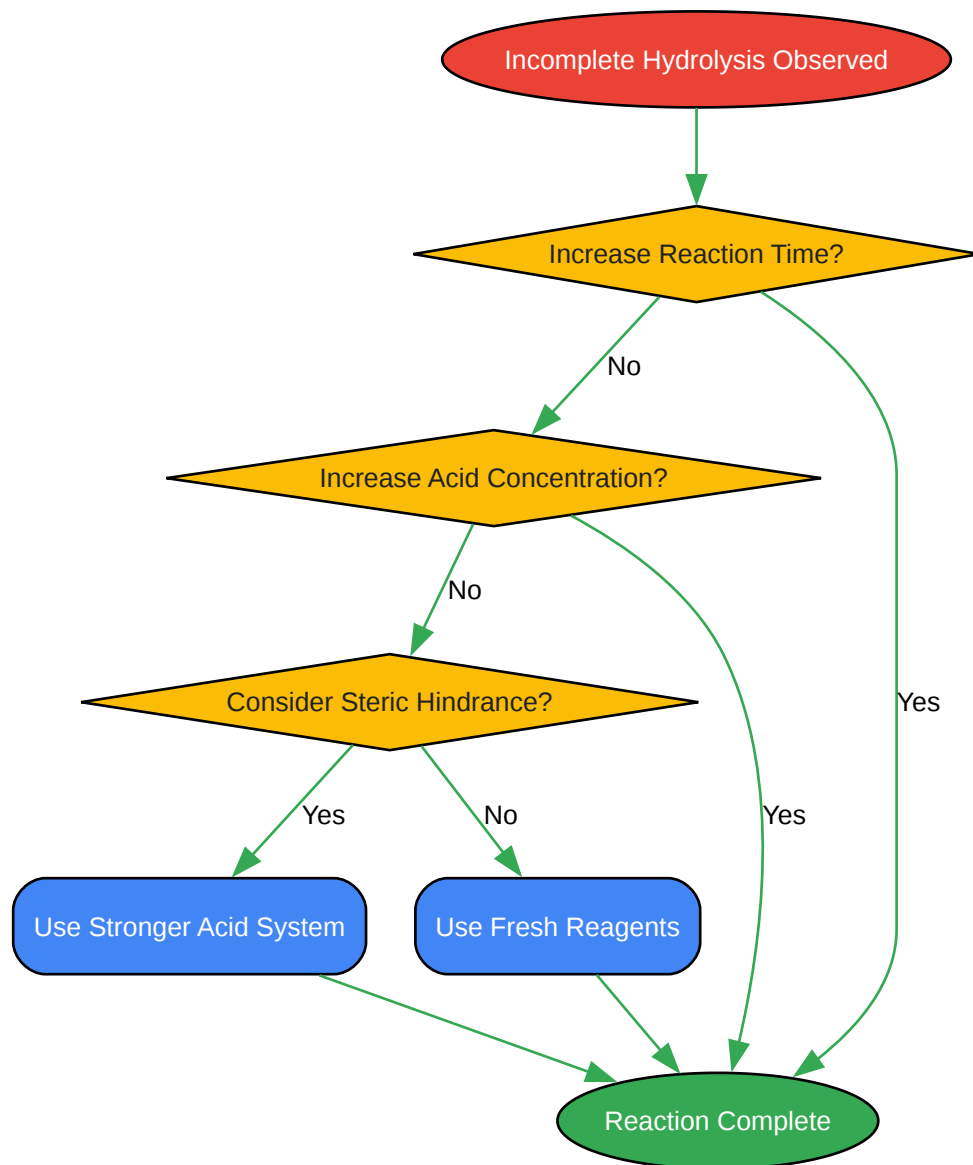 Incomplete Hydrolysis Observed
Increase Reaction Time?
No
Increase Acid Concentration?
No
Yes
Consider Steric Hindrance?
Yes
No
Yes
Use Stronger Acid System
Use Fresh Reagents
Reaction Complete